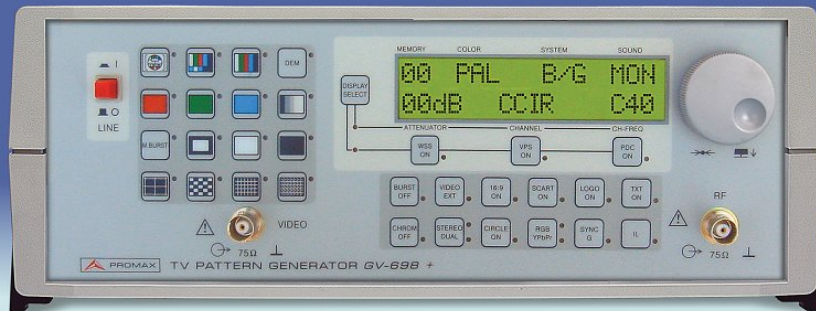 MEMORY COLOR SYSTEM SOUND
00 PAL B/G MON
00dB CCIR C40
I
O
LINE
DEM
M.BURST
DISPLAY
SELECT
ATTENUATOR CHANNEL CH-FREQ
WSS
ON
VPS
ON
PDC
ON
BURST
OFF
VIDEO
EXT
16:9
ON
SCART
ON
LOGO
ON
TXT
ON
CHROM
OFF
STEREO
DUAL
CIRCLE
ON
RGB
YPbPr
SYNC
G
IL
VIDEO
75Ω
RF
75Ω
PROMAX TV PATTERN GENERATOR GV-698 +